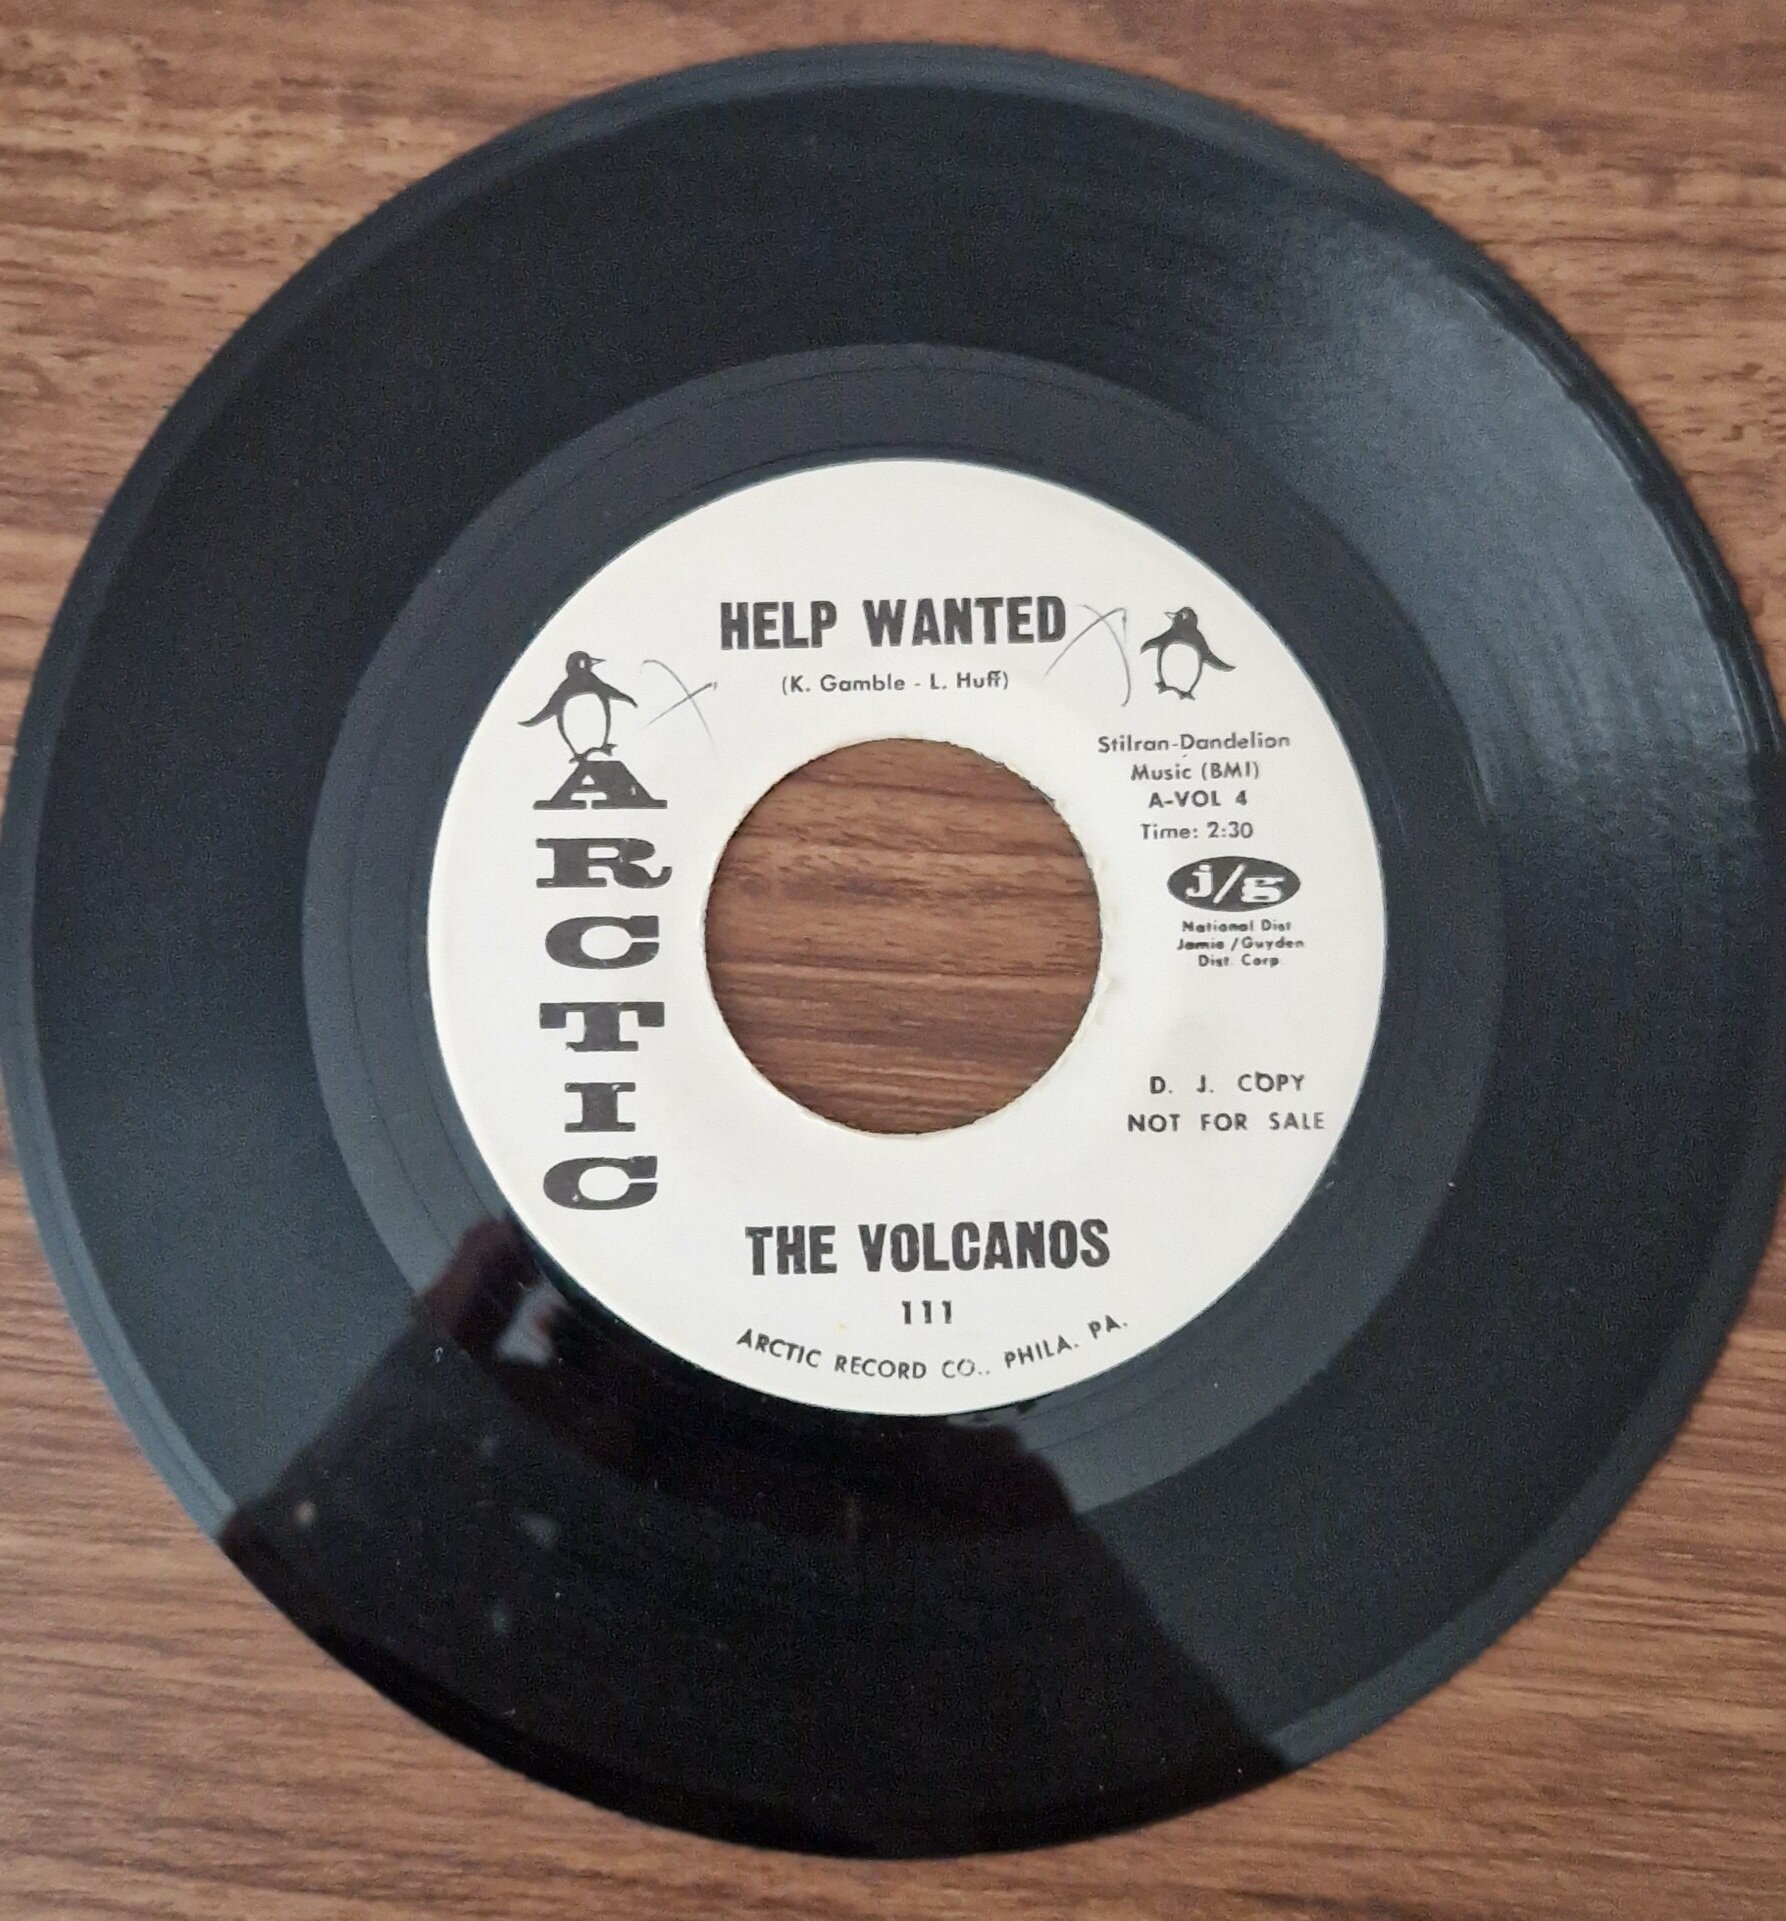 HELP WANTED
(K. Gamble - L. Huff)
ARCTIC
Stilran-Dandelion
Music (BMI)
A-VOL 4
Time: 2:30
j/g
National Dist
Jamie/Guyden
Dist. Corp
D. J. COPY
NOT FOR SALE
THE VOLCANOS
111
ARCTIC RECORD CO., PHILA. PA.